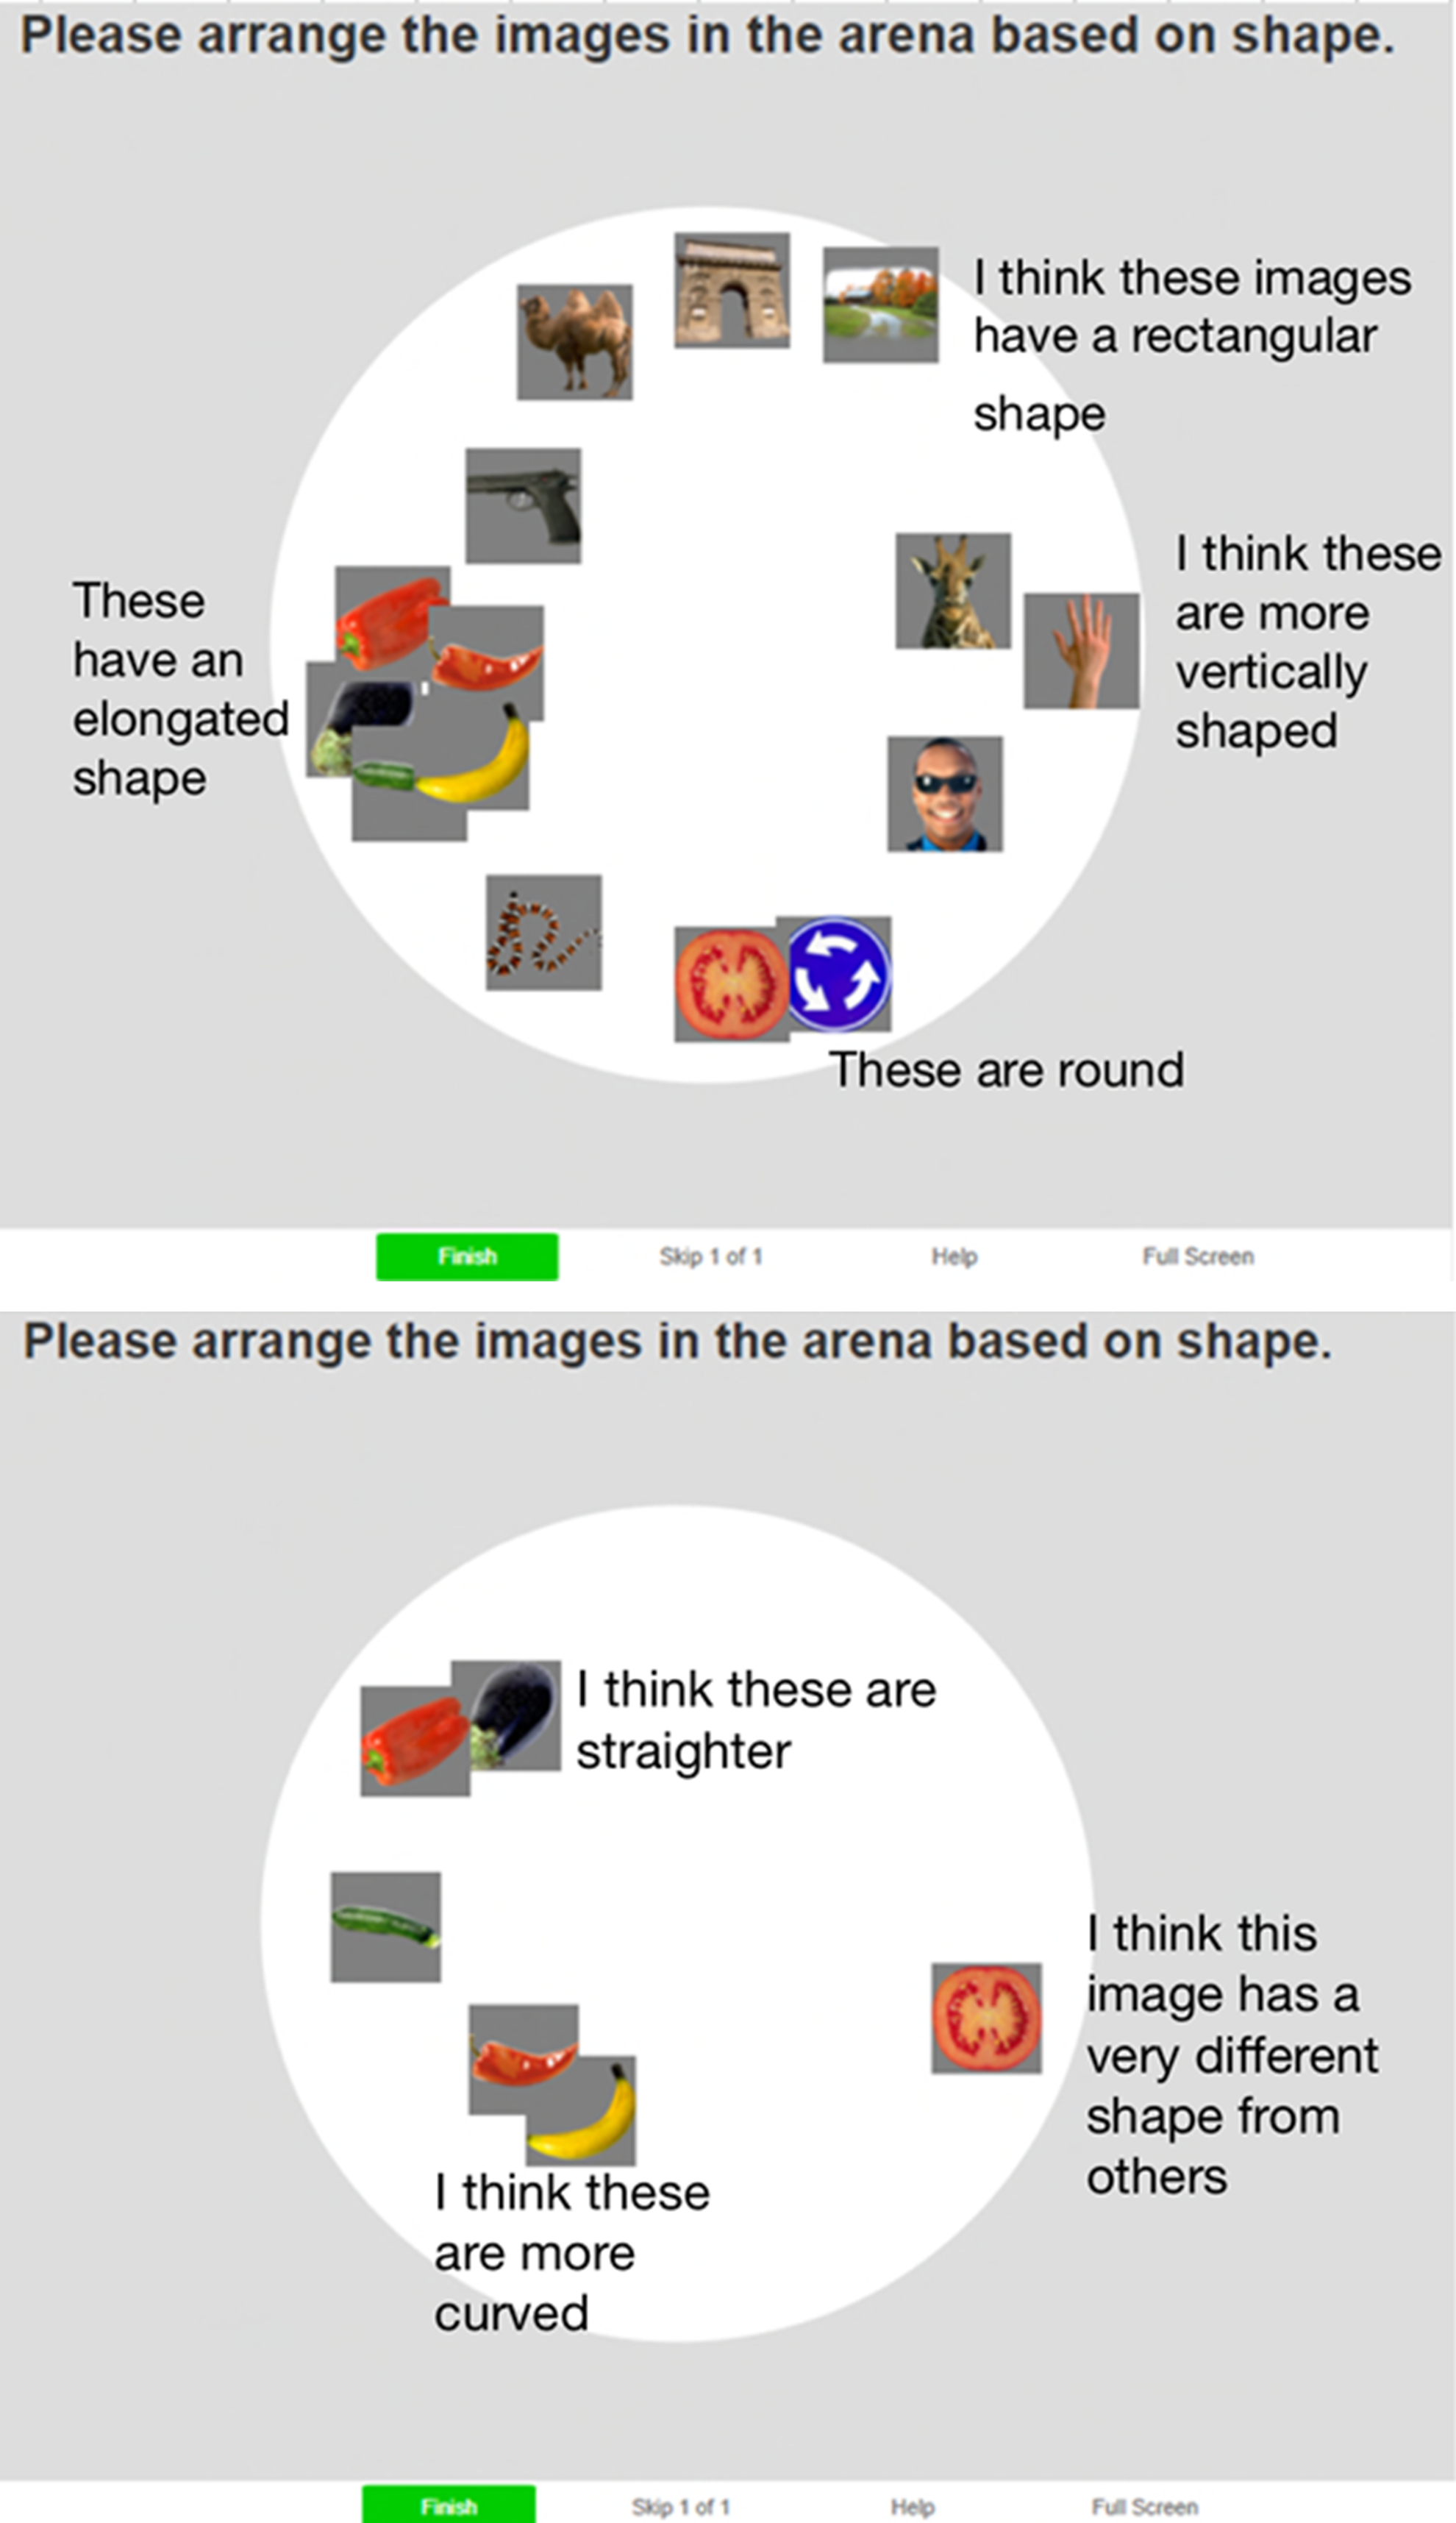 Please arrange the images in the arena based on shape.
I think these images
have a rectangular
shape
I think these
are more
vertically
shaped
These
have an
elongated
shape
These are round
Finish
Skip 1 of 1
Help
Full Screen
Please arrange the images in the arena based on shape.
I think these are
straighter
I think this
image has a
very different
shape from
others
I think these
are more
curved
Finish
Skip 1 of 1
Help
Full Screen